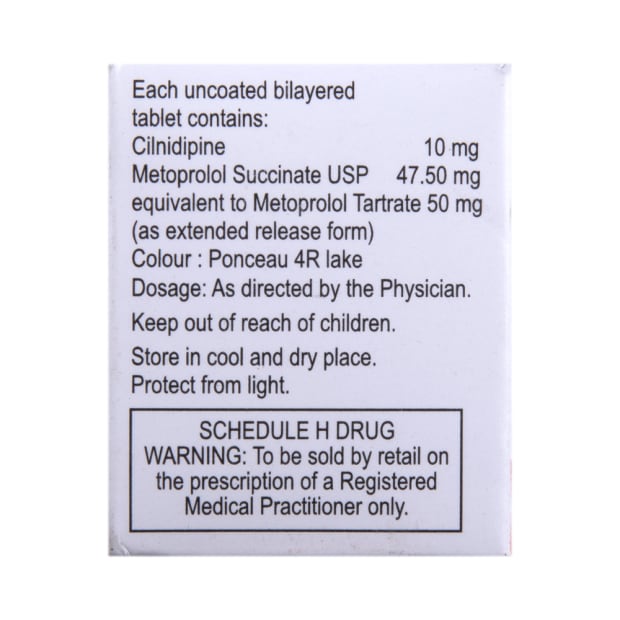 Each uncoated bilayered
tablet contains:
Cilnidipine 10 mg
Metoprolol Succinate USP 47.50 mg
equivalent to Metoprolol Tartrate 50 mg
(as extended release form)
Colour : Ponceau 4R lake
Dosage: As directed by the Physician.
Keep out of reach of children.
Store in cool and dry place.
Protect from light.
SCHEDULE H DRUG
WARNING: To be sold by retail on
the prescription of a Registered
Medical Practitioner only.